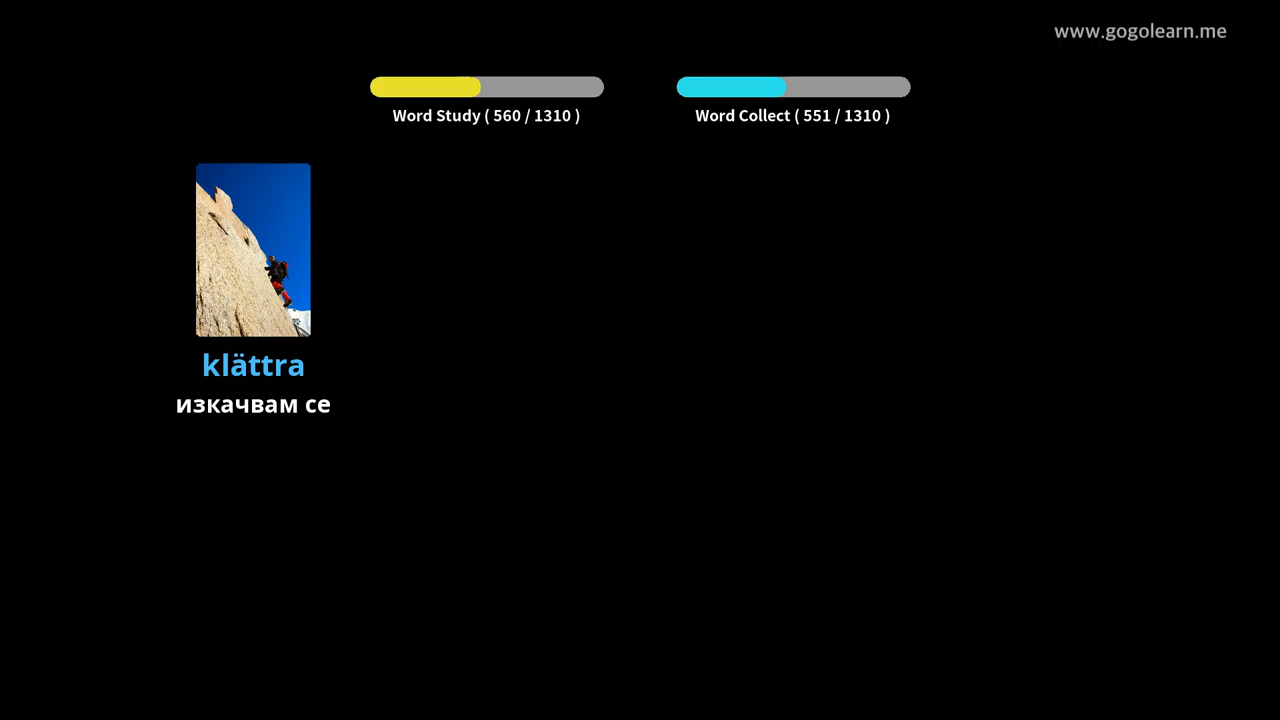 www.gogolearn.me
Word Study ( 560 / 1310 )
Word Collect ( 551 / 1310 )
klättra
изкачвам се